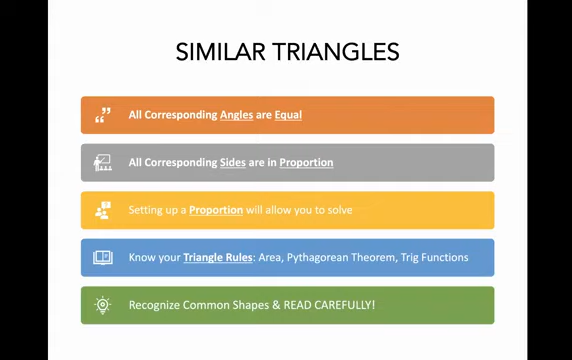 SIMILAR TRIANGLES
All Corresponding Angles are Equal
All Corresponding Sides are in Proportion
Setting up a Proportion will allow you to solve
Know your Triangle Rules: Area, Pythagorean Theorem, Trig Functions
Recognize Common Shapes & READ CAREFULLY!